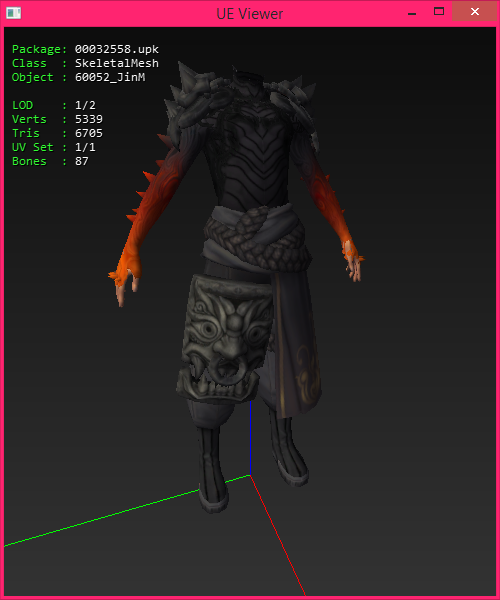 UE Viewer
Package: 00032558.upk
Class  : SkeletalMesh
Object : 60052_JinM
LOD    : 1/2
Verts  : 5339
Tris   : 6705
UV Set : 1/1
Bones  : 87